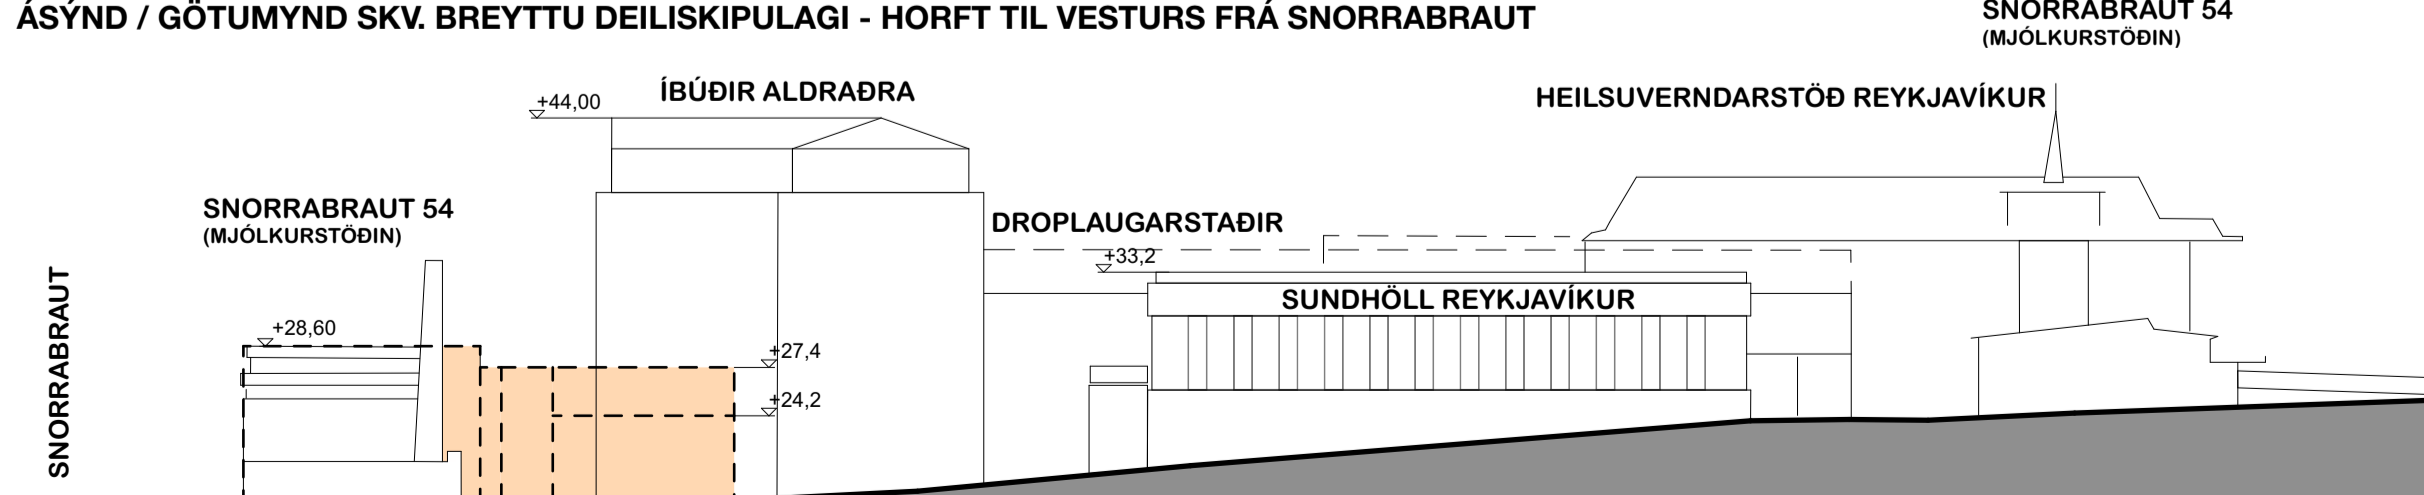 ÁSÝND / GÖTUMYND SKV. BREYTTU DEILISKIPULAGI - HORFT TIL VESTURS FRÁ SNORRABRAUT
SNORRABRAUT 54
(MJÓLKURSTÖÐIN)
+44,00
ÍBÚÐIR ALDRAÐRA
HEILSUVERNDARSTÖÐ REYKJAVÍKUR
SNORRABRAUT 54
(MJÓLKURSTÖÐIN)
DROPLAUGARSTAÐIR
+33,2
SUNDHÖLL REYKJAVÍKUR
+28,60
+27,4
+24,2
SNORRABRAUT